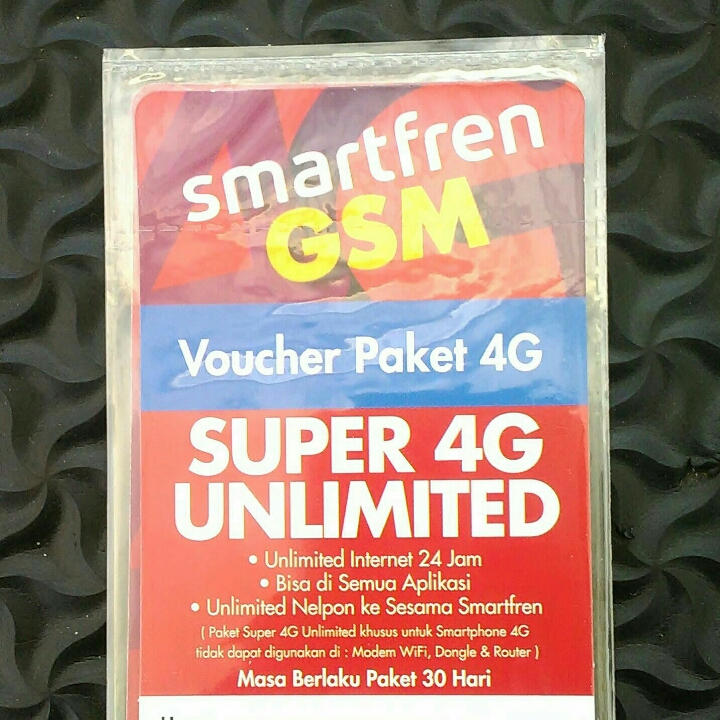 smartfren
GSM
Voucher Paket 4G
SUPER 4G
UNLIMITED
• Unlimited Internet 24 Jam
• Bisa di Semua Aplikasi
• Unlimited Nelpon ke Sesama Smartfren
( Paket Super 4G Unlimited khusus untuk Smartphone 4G
tidak dapat digunakan di : Modem WiFi, Dongle & Router )
Masa Berlaku Paket 30 Hari